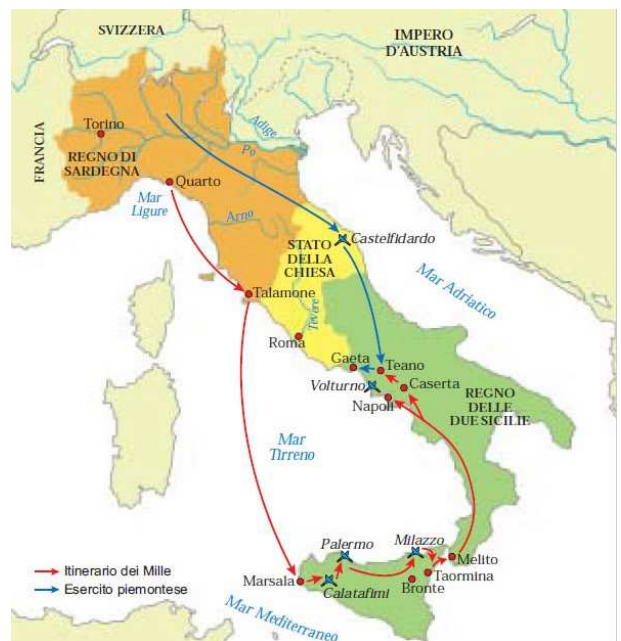 SVIZZERA
IMPERO
D'AUSTRIA
FRANCIA
Torino
REGNO DI
SARDEGNA
Adige
Po
Quarto
Mar
Ligure
Arno
STATO
DELLA
CHIESA
Castelfidardo
Mar Adriatico
Talamone
Tevere
Roma
Gaeta
Teano
Volturno
Caserta
Napoli
REGNO
DELLE
DUE SICILIE
Mar
Tirreno
Palermo
Milazzo
Melito
Marsala
Calatafimi
Bronte
Taormina
Itinerario dei Mille
Esercito piemontese
Mar Mediterraneo